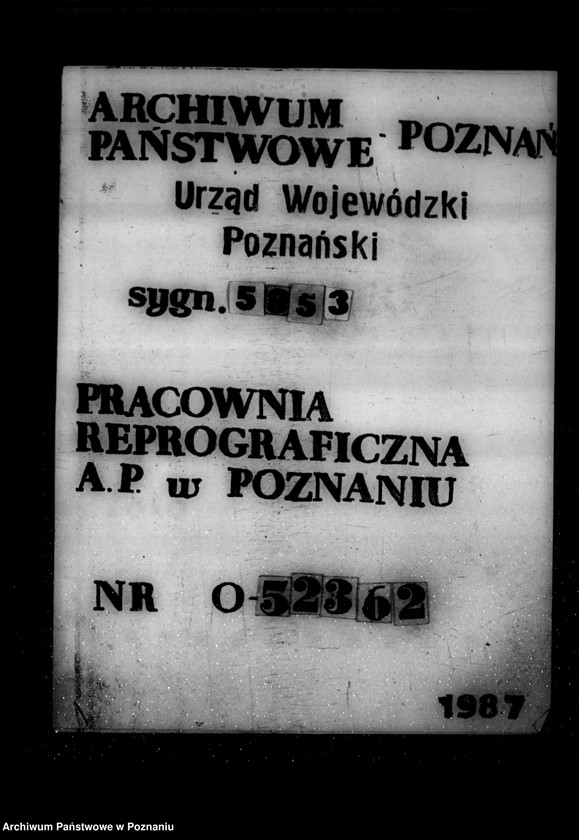 ARCHIWUM
PAŃSTWOWE - POZNAŃ
Urząd Wojewódzki
Poznański
sygn. 5853
PRACOWNIA
REPROGRAFICZNA
A.P. w POZNANIU
NR O-52362
1987
Archiwum Państwowe w Poznaniu